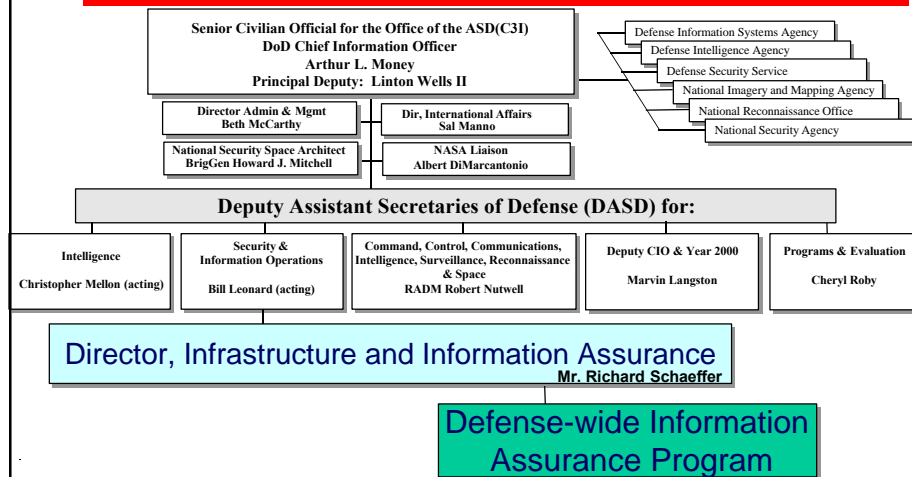 Senior Civilian Official for the Office of the ASD(C3I)
DoD Chief Information Officer
Arthur L. Money
Principal Deputy: Linton Wells II
Defense Information Systems Agency
Defense Intelligence Agency
Defense Security Service
National Imagery and Mapping Agency
National Reconnaissance Office
National Security Agency
Director Admin & Mgmt
Beth McCarthy
Dir, International Affairs
Sal Manno
National Security Space Architect
BrigGen Howard J. Mitchell
NASA Liaison
Albert DiMarcantonio
Deputy Assistant Secretaries of Defense (DASD) for:
Intelligence
Christopher Mellon (acting)
Security &
Information Operations
Bill Leonard (acting)
Command, Control, Communications,
Intelligence, Surveillance, Reconnaissance
& Space
RADM Robert Nutwell
Deputy CIO & Year 2000
Marvin Langston
Programs & Evaluation
Cheryl Roby
Director, Infrastructure and Information Assurance
Mr. Richard Schaeffer
Defense-wide Information
Assurance Program